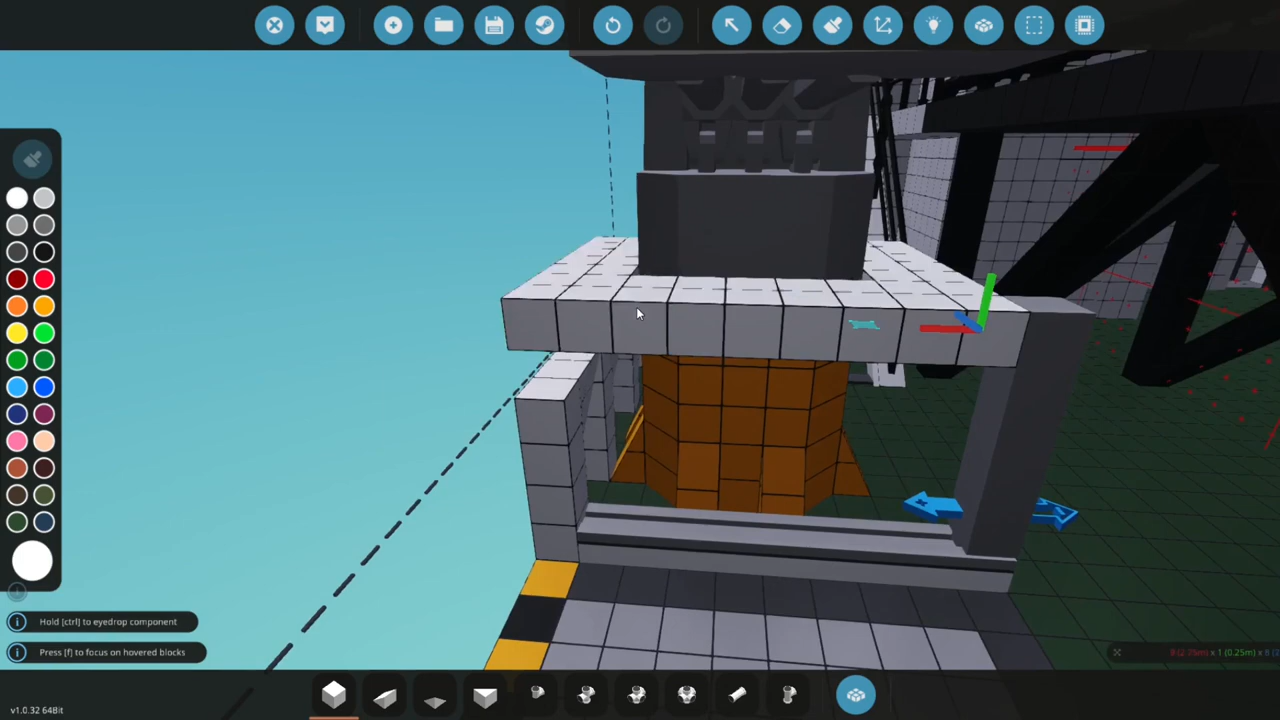 Hold [ctrl] to eyedrop component
Press [f] to focus on hovered blocks
v1.0.32 64Bit